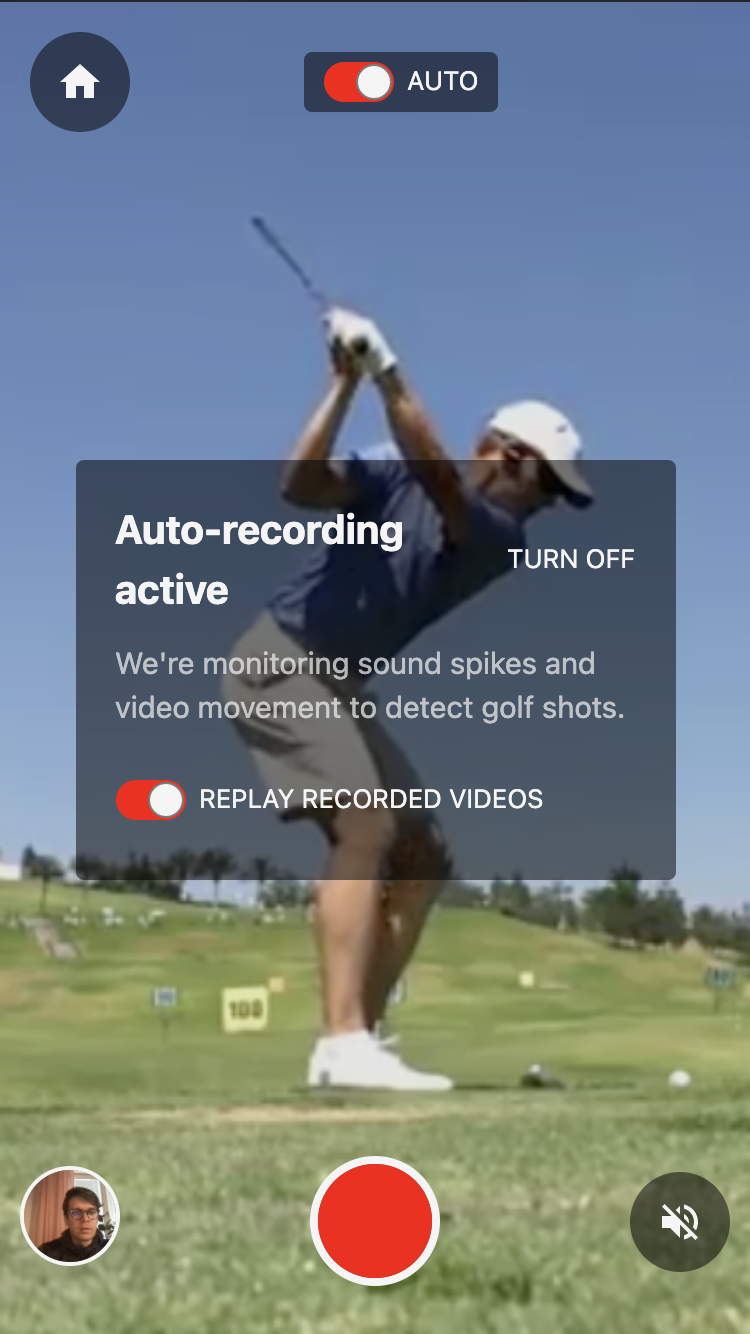 AUTO
Auto-recording
active
TURN OFF
We're monitoring sound spikes and
video movement to detect golf shots.
REPLAY RECORDED VIDEOS
100